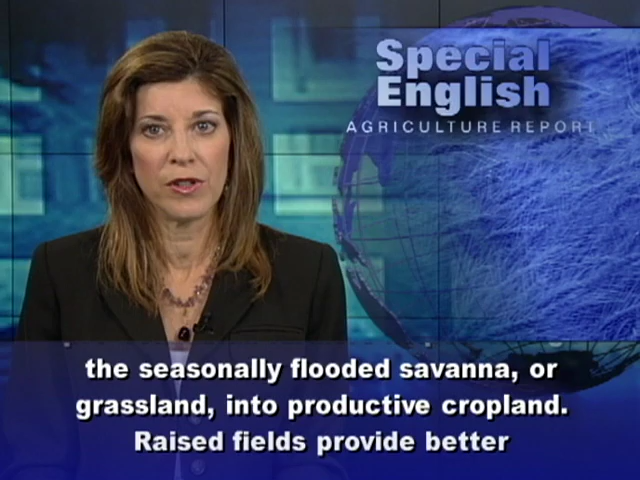 Special
English
AGRICULTURE REPORT
the seasonally flooded savanna, or
grassland, into productive cropland.
Raised fields provide better